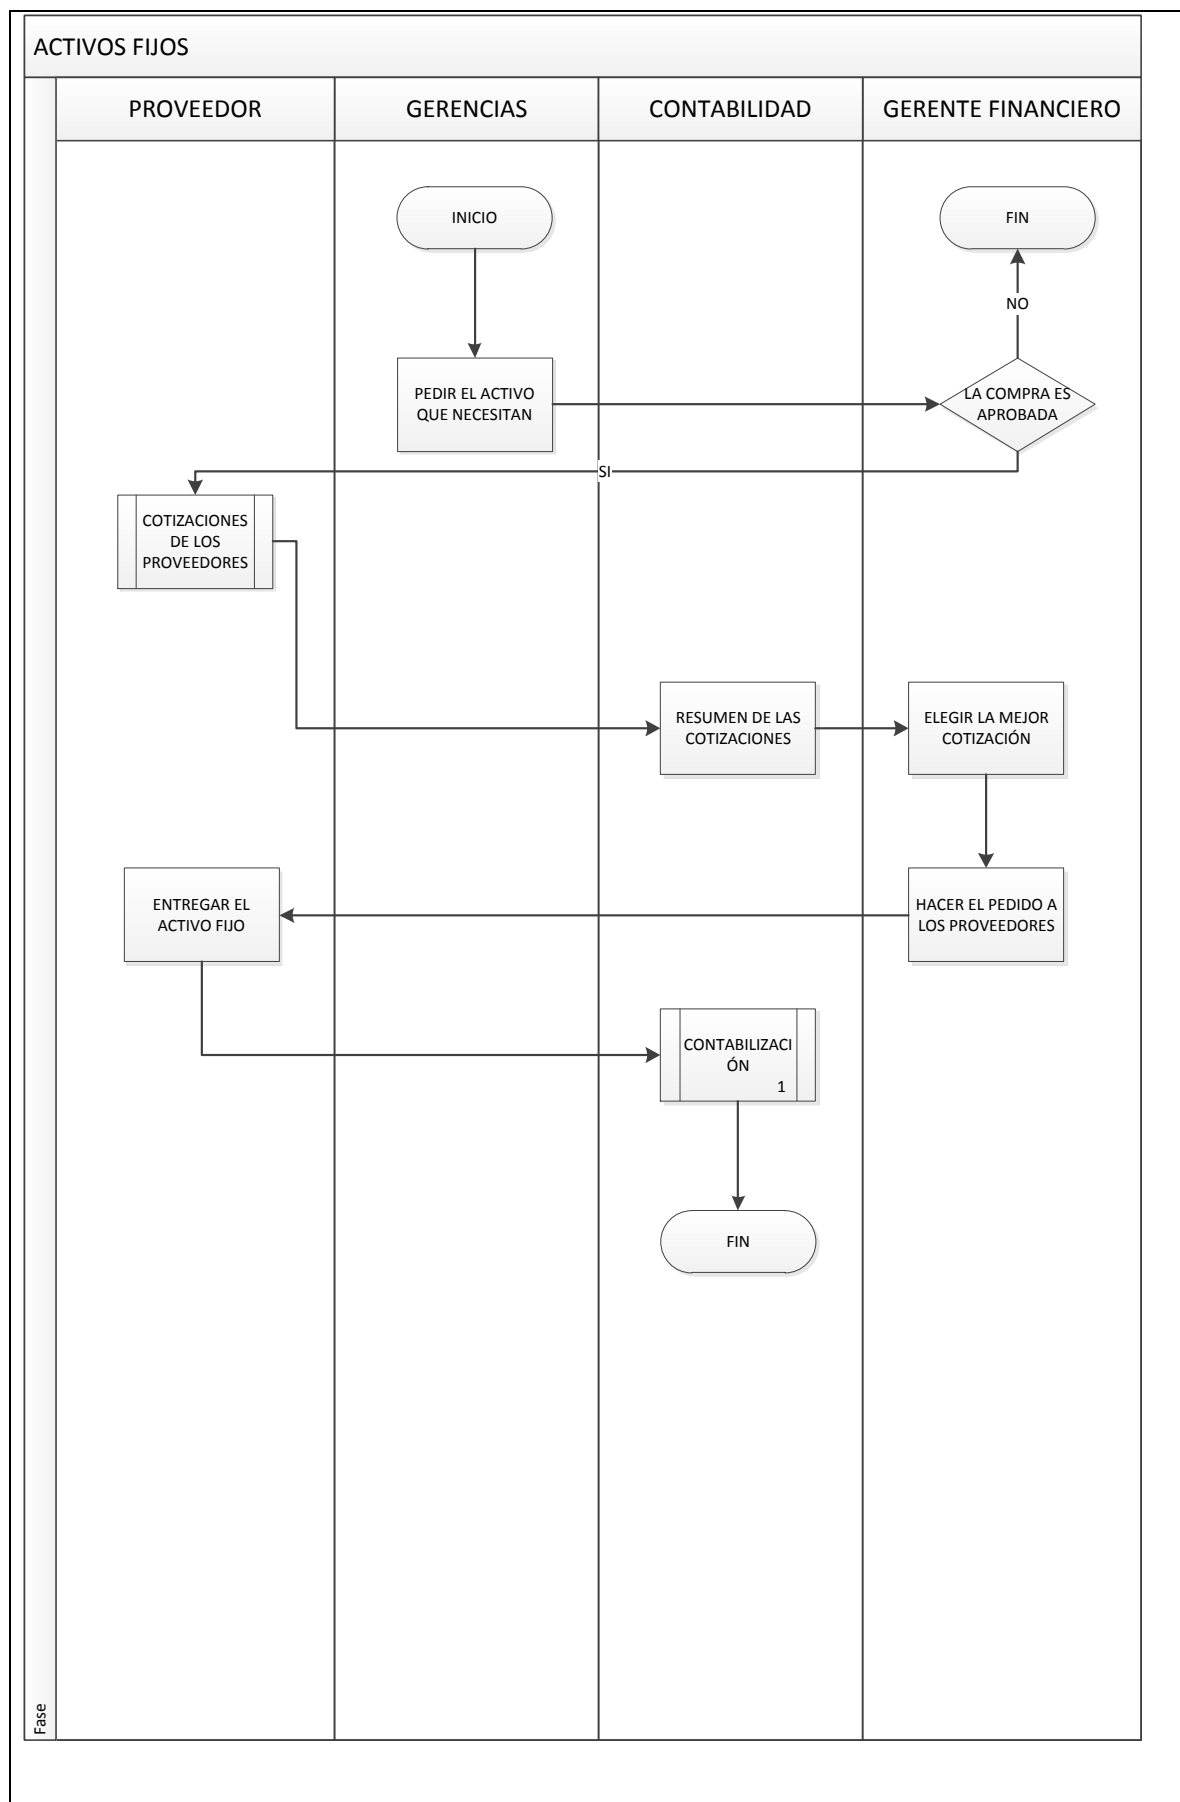 ACTIVOS FIJOS
PROVEEDOR
GERENCIAS
CONTABILIDAD
GERENTE FINANCIERO
INICIO
FIN
NO
PEDIR EL ACTIVO
QUE NECESITAN
LA COMPRA ES
APROBADA
SI
COTIZACIONES
DE LOS
PROVEEDORES
RESUMEN DE LAS
COTIZACIONES
ELEGIR LA MEJOR
COTIZACIÓN
ENTREGAR EL
ACTIVO FIJO
HACER EL PEDIDO A
LOS PROVEEDORES
CONTABILIZACI
ÓN
1
FIN
Fase